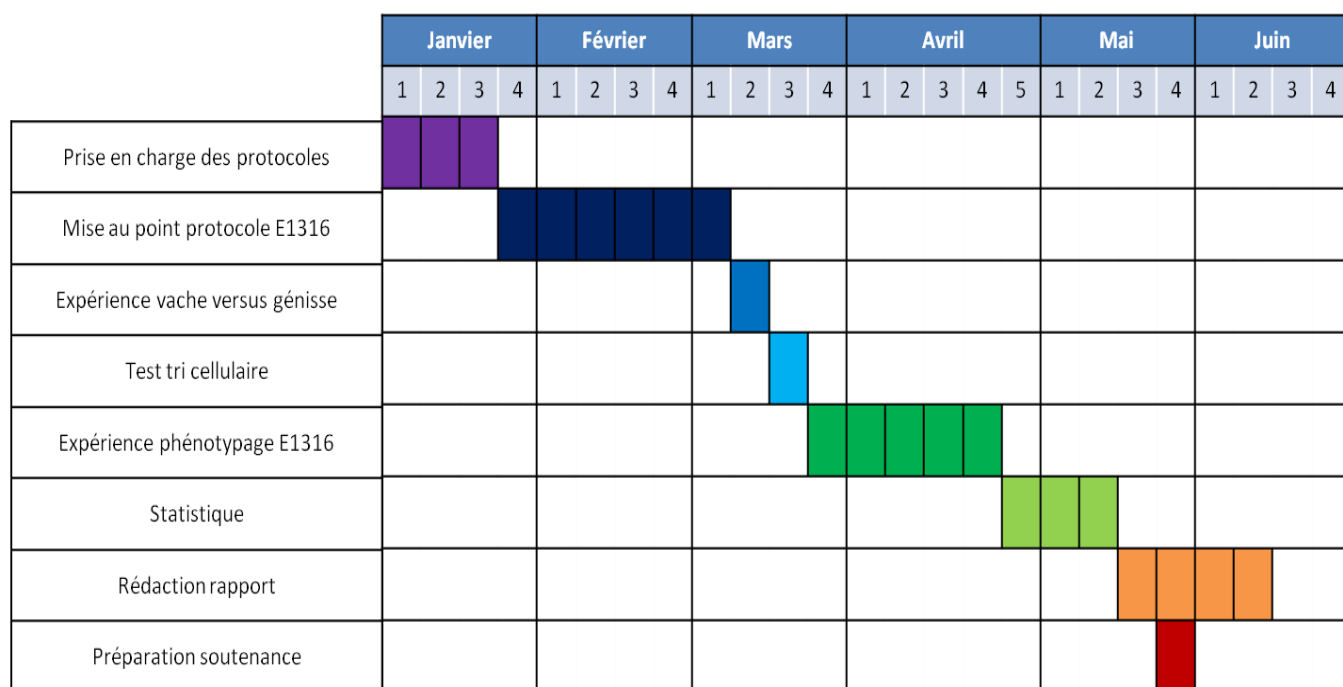 Janvier Février Mars Avril Mai Juin
1 2 3 4 1 2 3 4 1 2 3 4 1 2 3 4 5 1 2 3 4 1 2 3 4
Prise en charge des protocoles
Mise au point protocole E1316
Expérience vache versus génisse
Test tri cellulaire
Expérience phénotypage E1316
Statistique
Rédaction rapport
Préparation soutenance